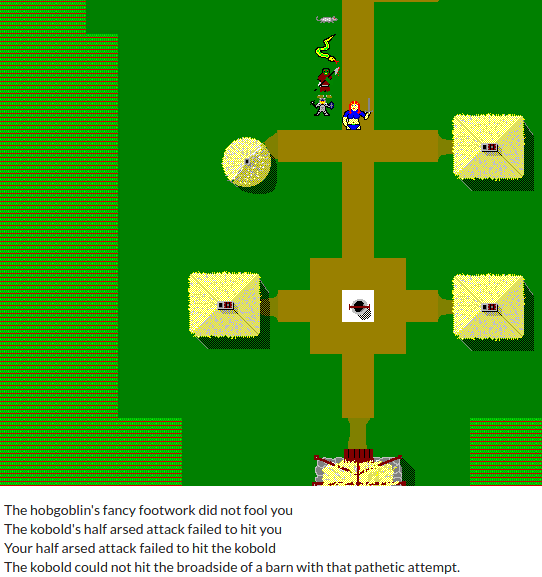 The hobgoblin's fancy footwork did not fool you
The kobold's half arsed attack failed to hit you
Your half arsed attack failed to hit the kobold
The kobold could not hit the broadside of a barn with that pathetic attempt.